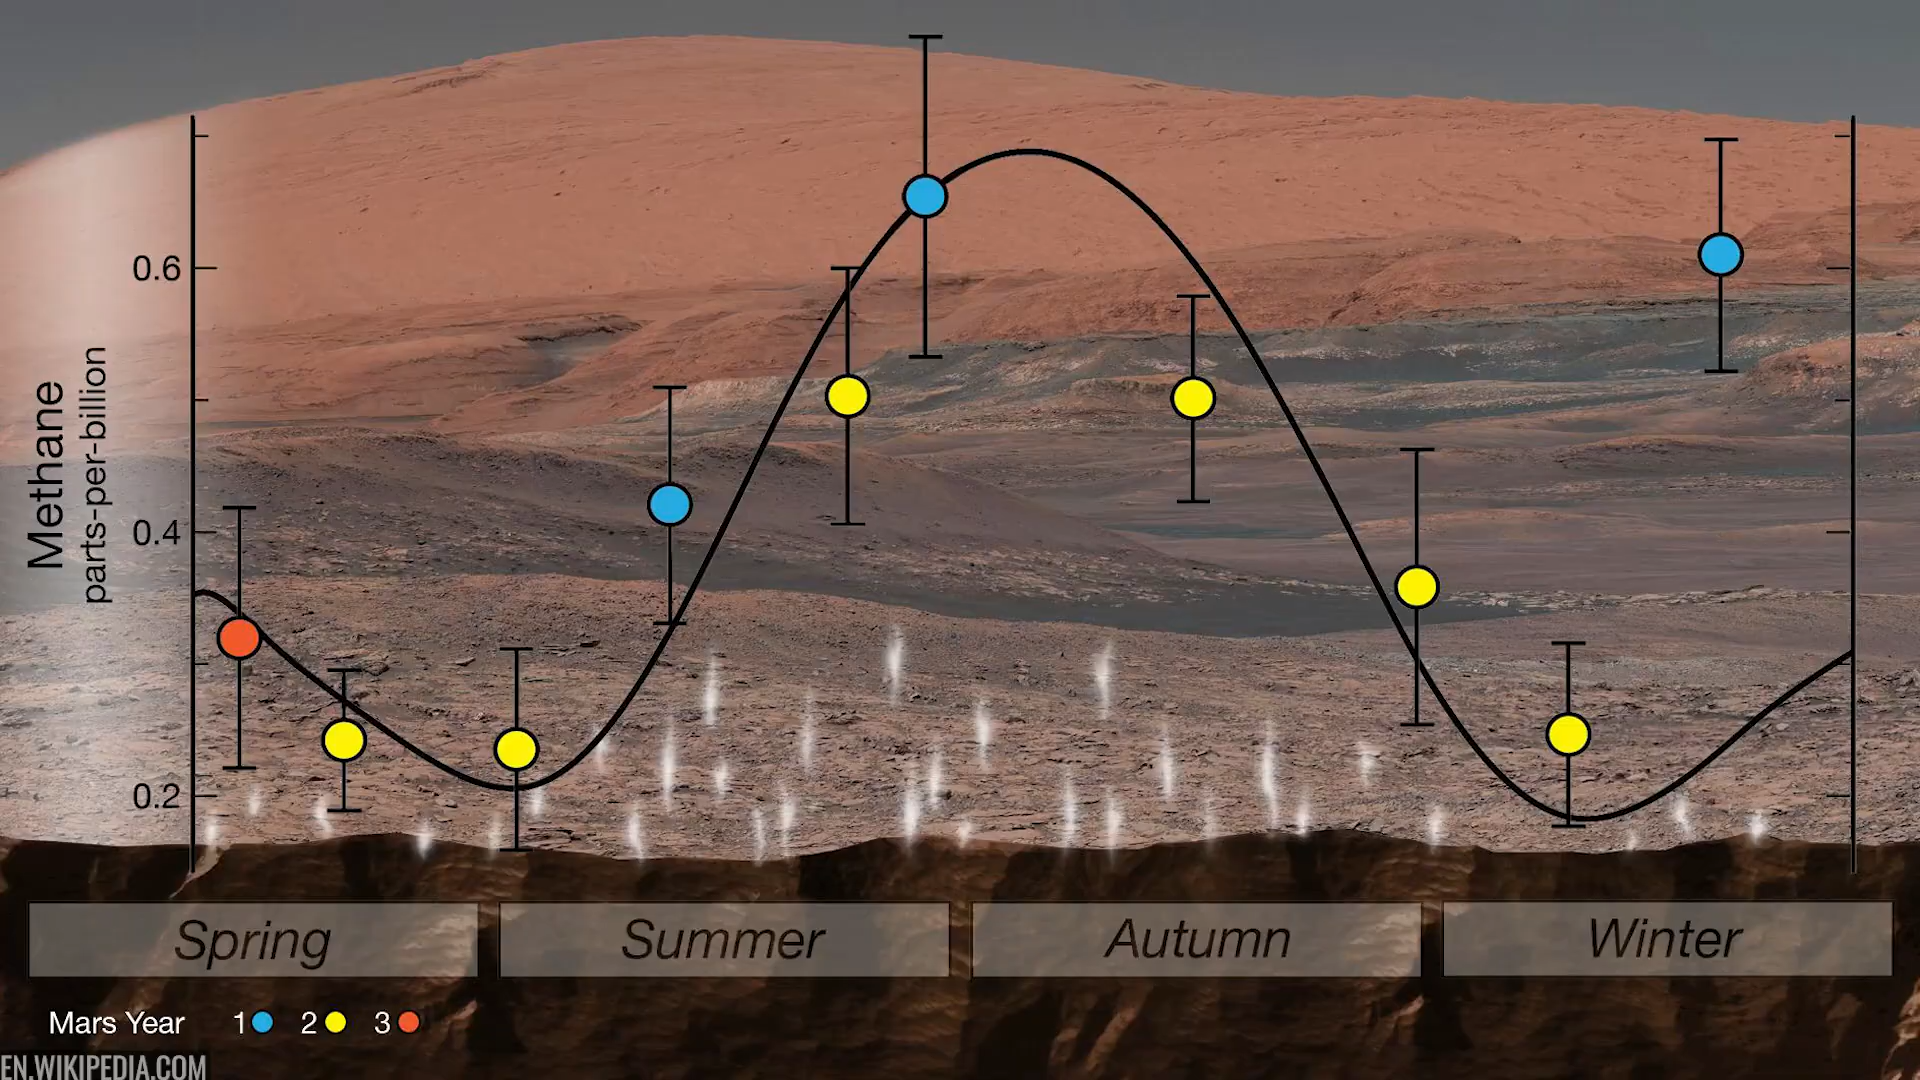 0.6
0.4
0.2
Methane
parts-per-billion
Spring
Summer
Autumn
Winter
Mars Year 1 2 3
EN.WIKIPEDIA.COM